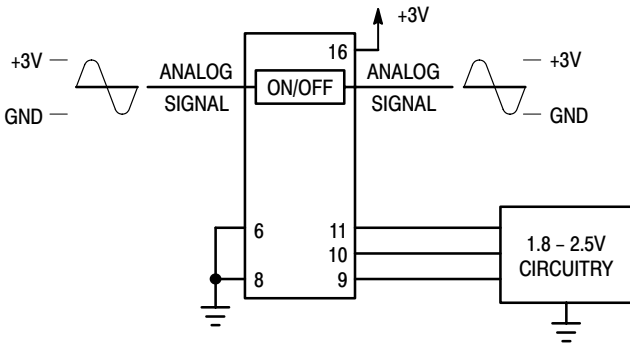 +3V
16
+3V
GND
ANALOG
SIGNAL
ON/OFF
ANALOG
SIGNAL
+3V
GND
6
8
11
10
9
1.8 – 2.5V
CIRCUITRY